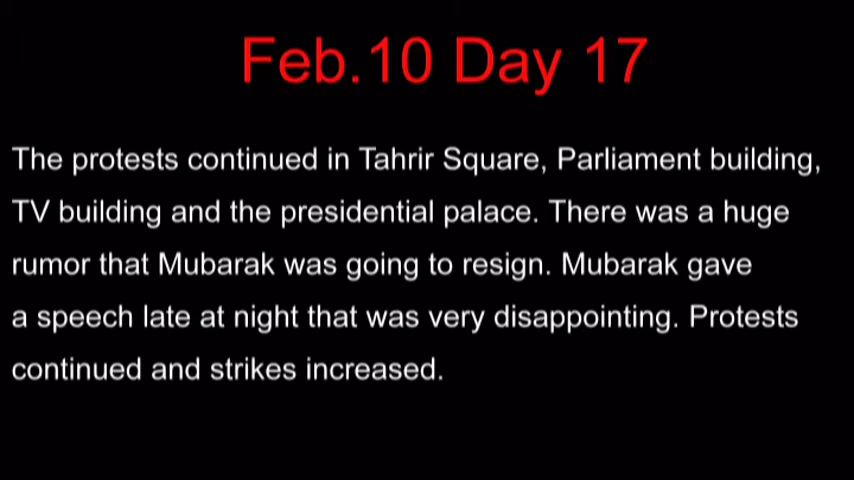 Feb.10 Day 17
The protests continued in Tahrir Square, Parliament building,
TV building and the presidential palace. There was a huge
rumor that Mubarak was going to resign. Mubarak gave
a speech late at night that was very disappointing. Protests
continued and strikes increased.